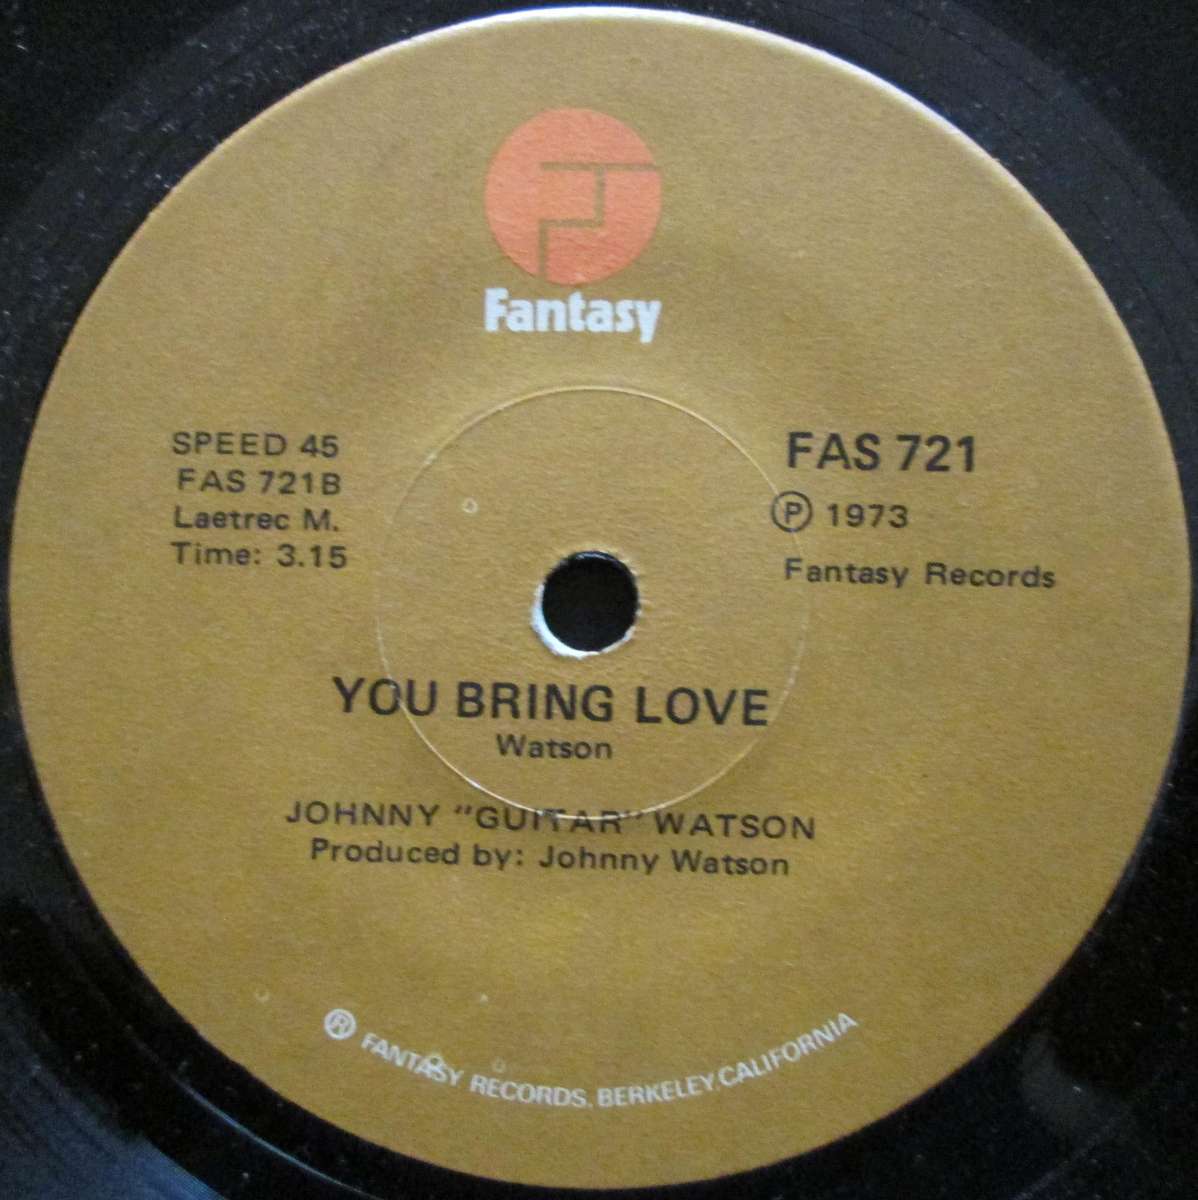 Fantasy
SPEED 45
FAS 721B
Laetrec M.
Time: 3.15
FAS 721
Ⓟ 1973
Fantasy Records
YOU BRING LOVE
Watson
JOHNNY "GUITAR" WATSON
Produced by: Johnny Watson
® FANTASY RECORDS. BERKELEY.CALIFORNIA